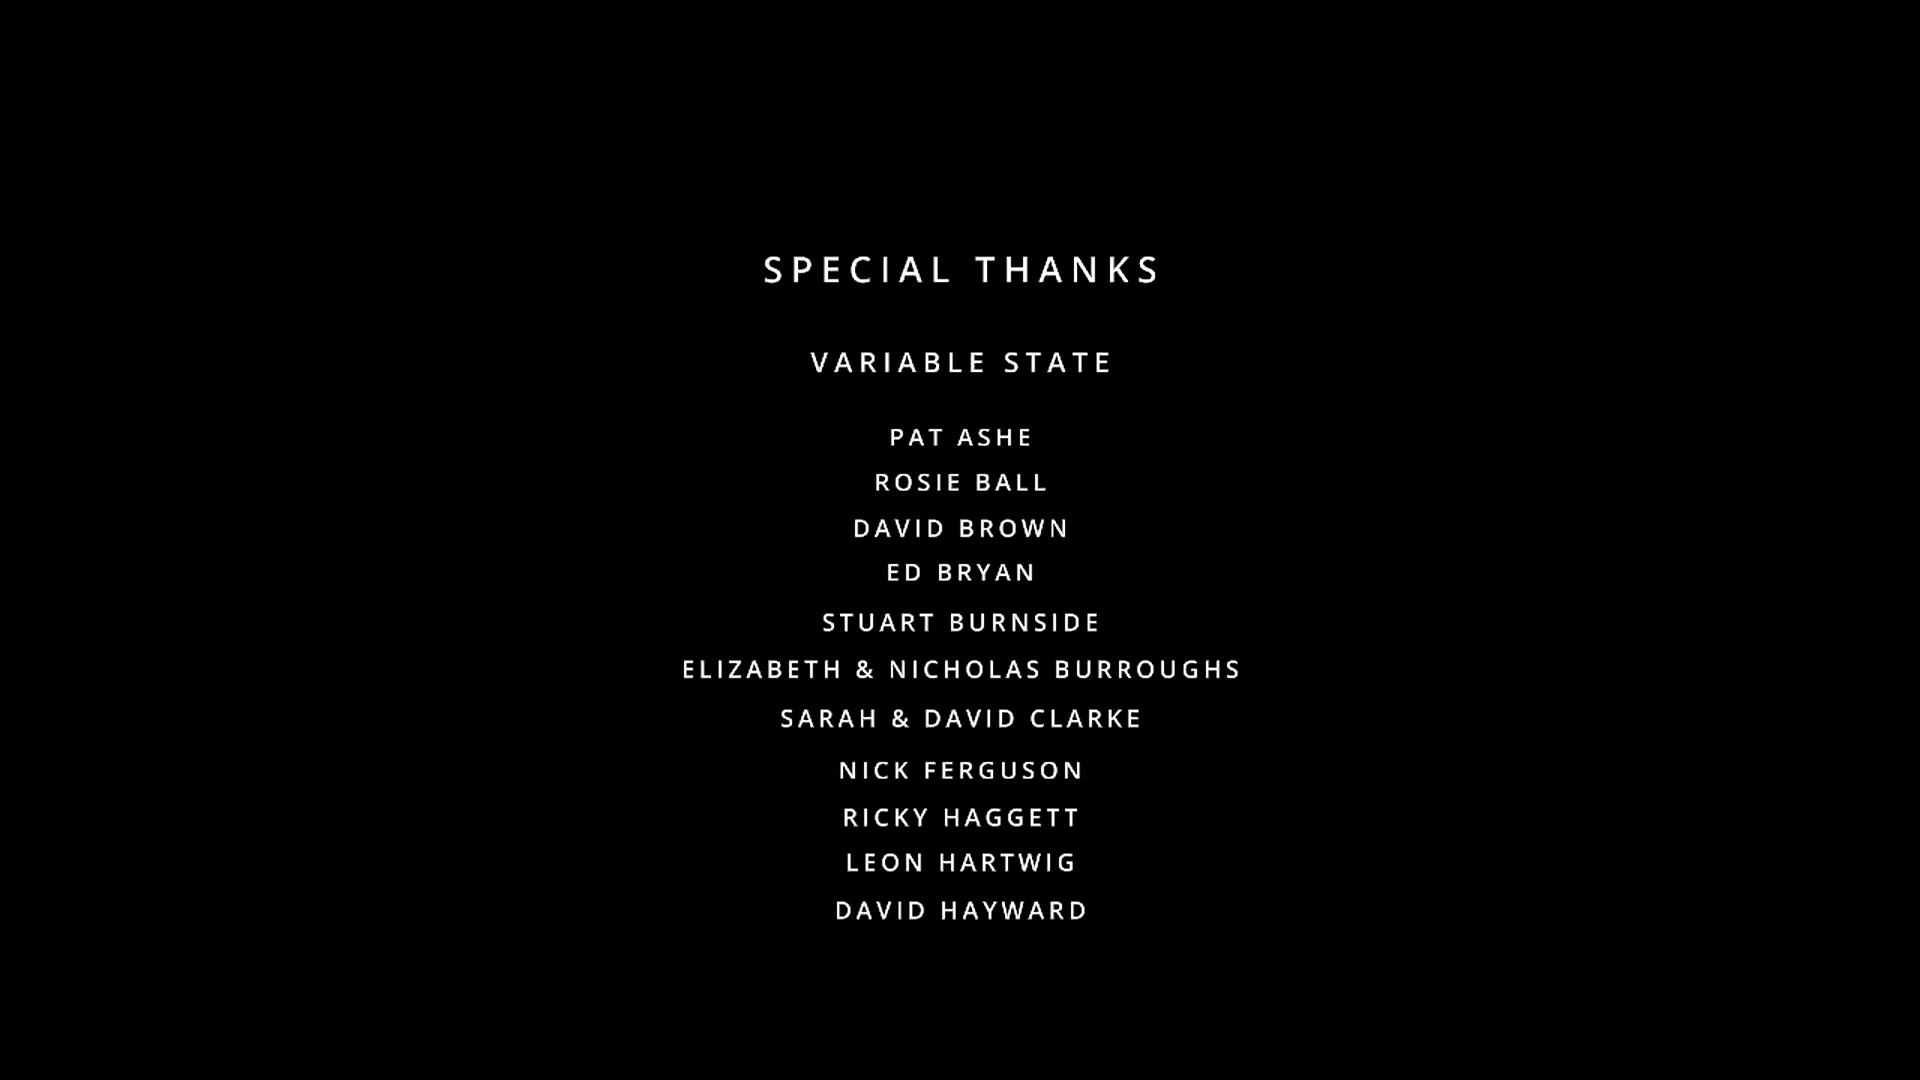 SPECIAL THANKS
VARIABLE STATE
PAT ASHE
ROSIE BALL
DAVID BROWN
ED BRYAN
STUART BURNSIDE
ELIZABETH & NICHOLAS BURROUGHS
SARAH & DAVID CLARKE
NICK FERGUSON
RICKY HAGGETT
LEON HARTWIG
DAVID HAYWARD